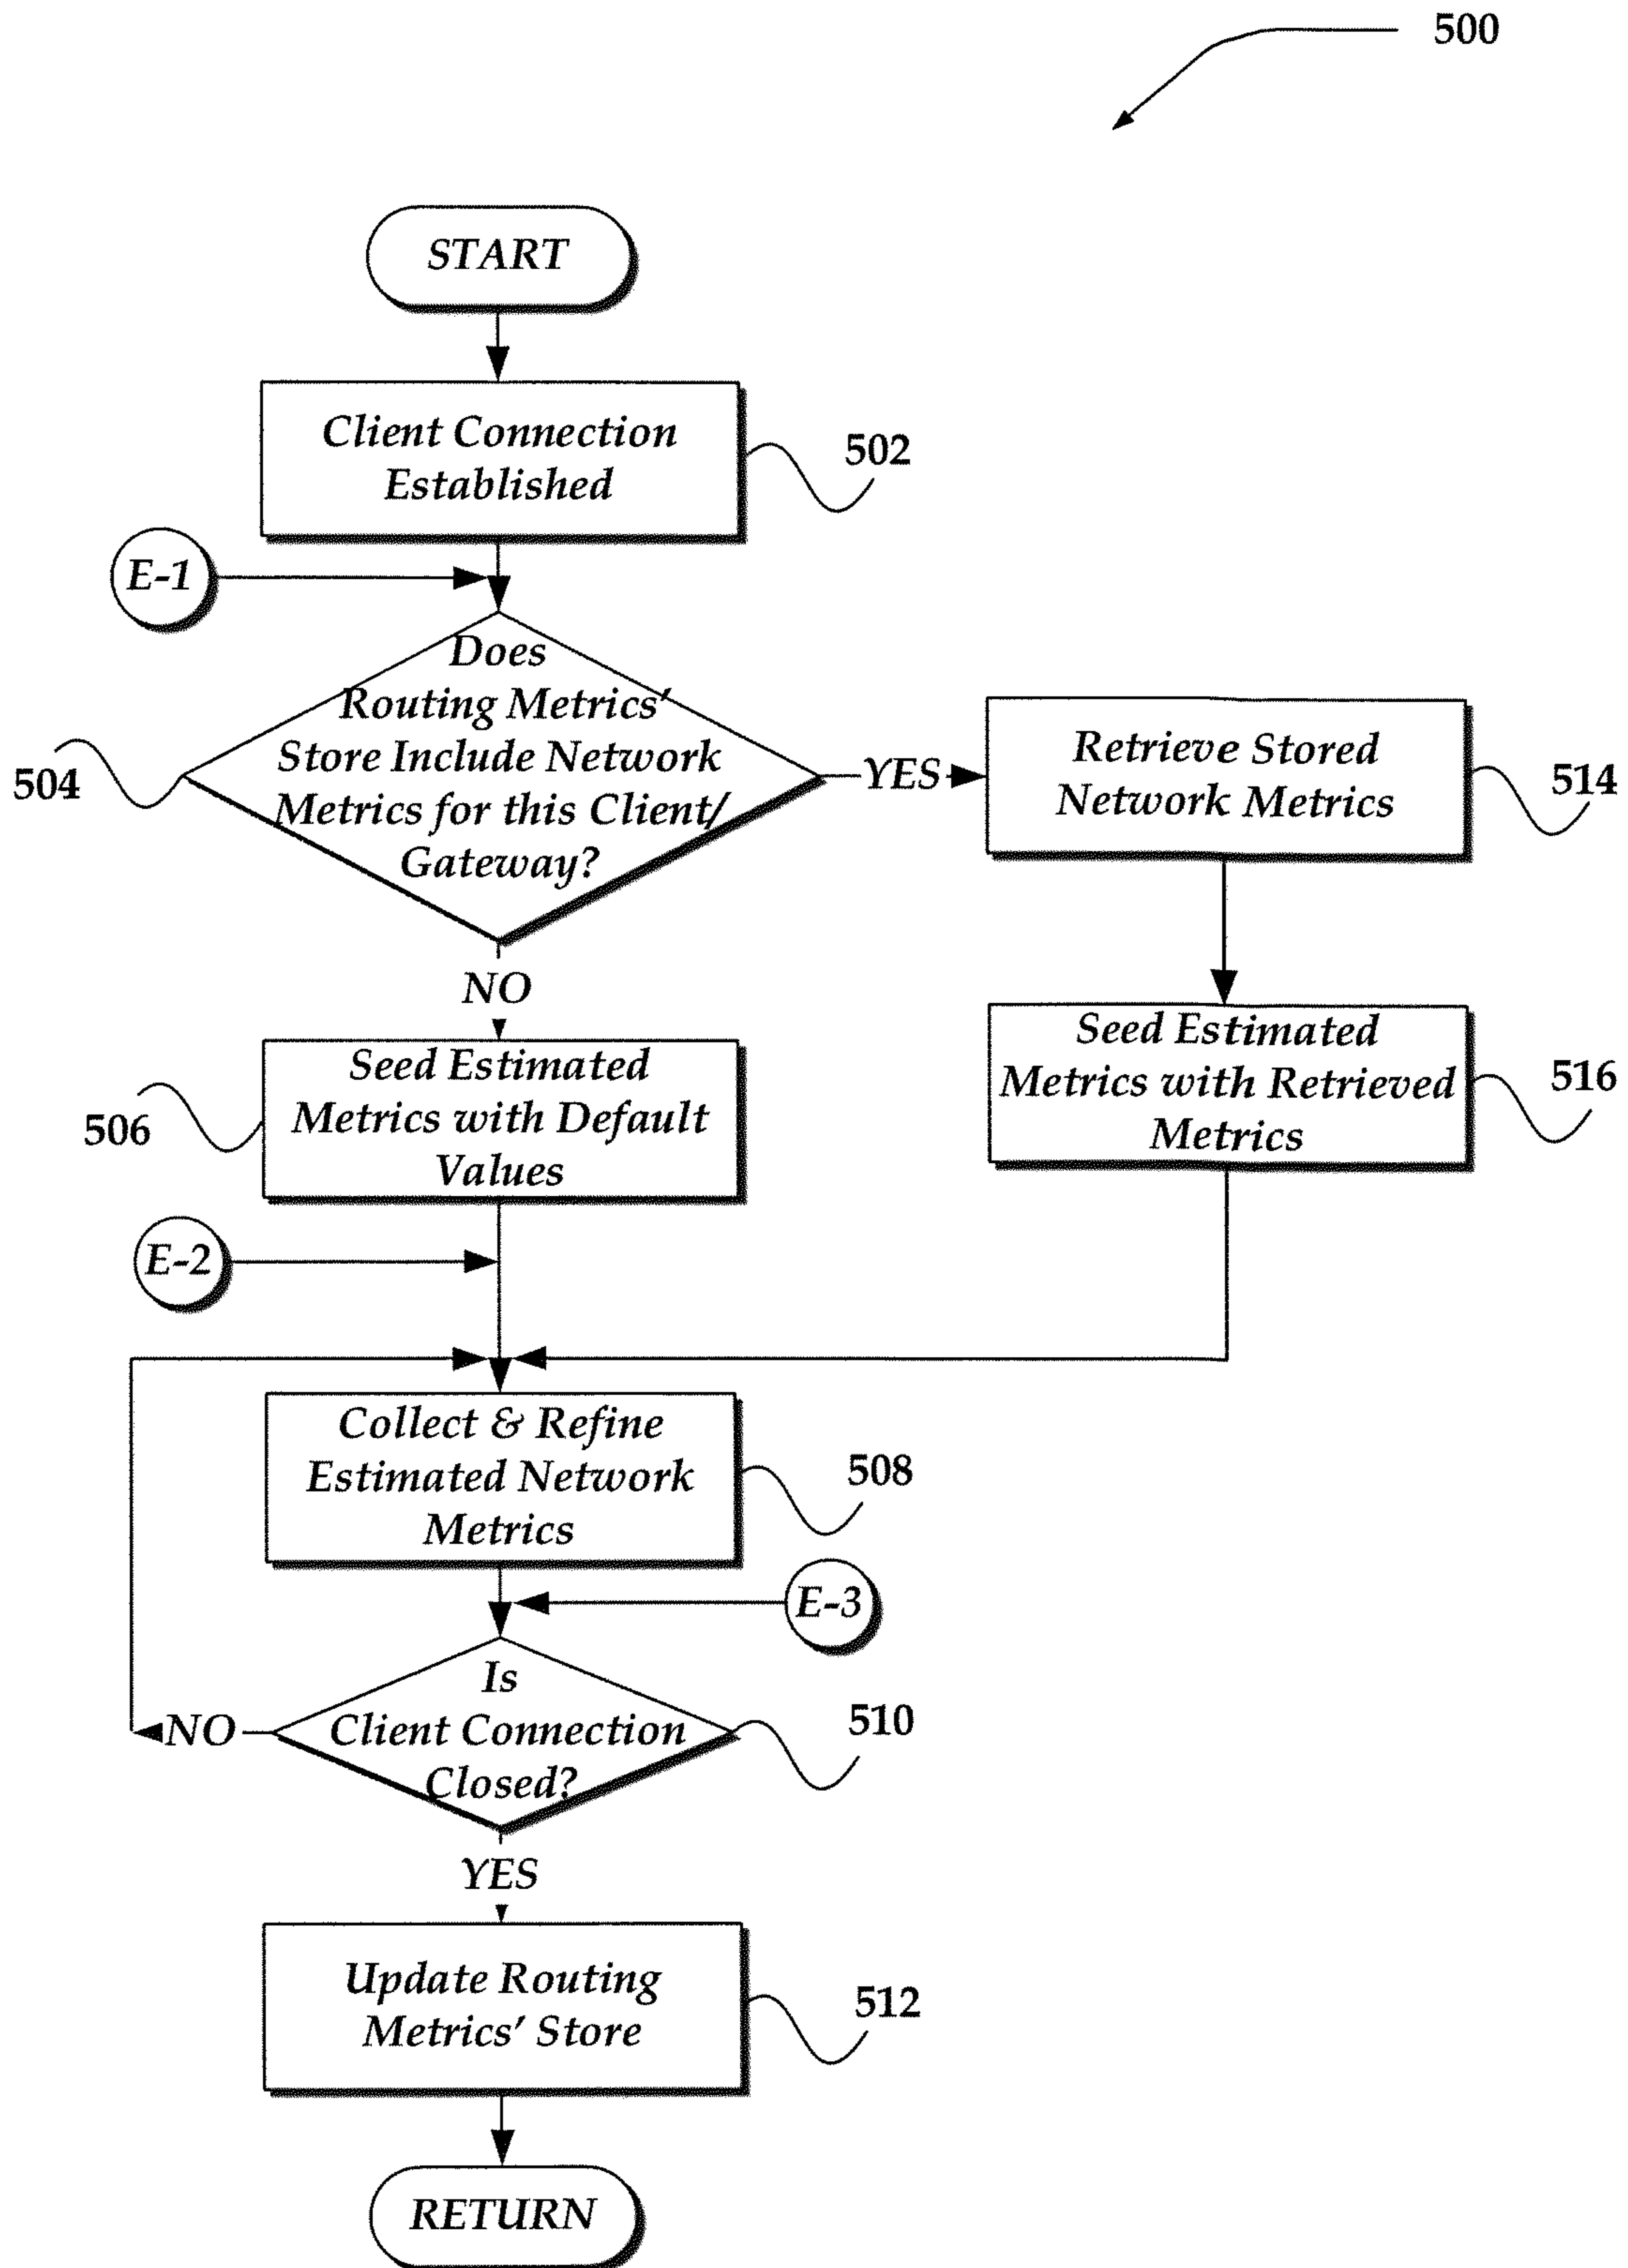 500
START
Client Connection
Established
502
E-1
Does
Routing Metrics'
Store Include Network
Metrics for this Client/
Gateway?
504
YES
Retrieve Stored
Network Metrics
514
NO
Seed Estimated
Metrics with Default
Values
506
Seed Estimated
Metrics with Retrieved
Metrics
516
E-2
Collect & Refine
Estimated Network
Metrics
508
E-3
Is
Client Connection
Closed?
510
NO
YES
Update Routing
Metrics' Store
512
RETURN